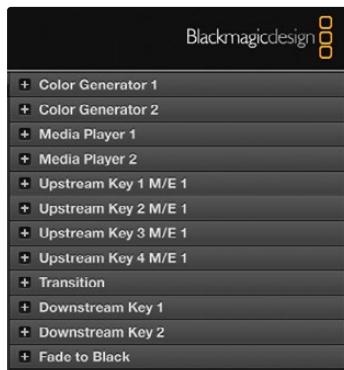 Blackmagicdesign
Color Generator 1
Color Generator 2
Media Player 1
Media Player 2
Upstream Key 1 M/E 1
Upstream Key 2 M/E 1
Upstream Key 3 M/E 1
Upstream Key 4 M/E 1
Transition
Downstream Key 1
Downstream Key 2
Fade to Black